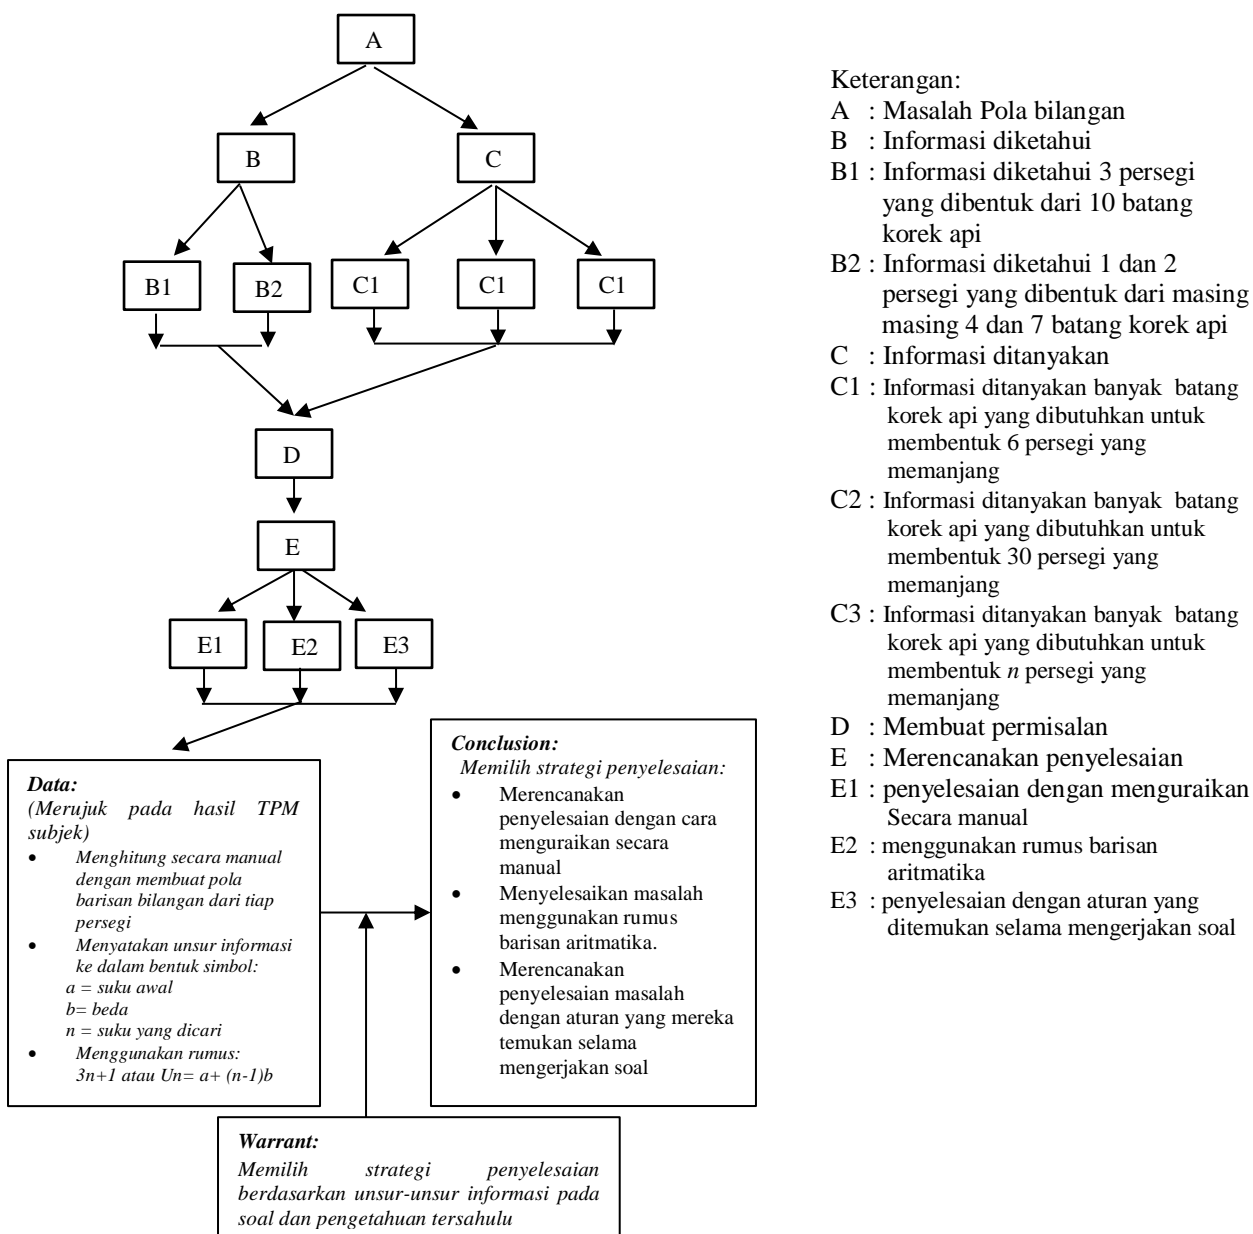 A
B
C
B1
B2
C1
C1
C1
D
E
E1
E2
E3
Data:
(Merujuk pada hasil TPM
subjek)
• Menghitung secara manual
dengan membuat pola
barisan bilangan dari tiap
persegi
• Menyatakan unsur informasi
ke dalam bentuk simbol:
a = suku awal
b= beda
n = suku yang dicari
• Menggunakan rumus:
3n+1 atau Un= a+ (n-1)b
Conclusion:
Memilih strategi penyelesaian:
• Merencanakan
penyelesaian dengan cara
menguraikan secara
manual
• Menyelesaikan masalah
menggunakan rumus
barisan aritmatika.
• Merencanakan
penyelesaian masalah
dengan aturan yang mereka
temukan selama
mengerjakan soal
Warrant:
Memilih strategi penyelesaian
berdasarkan unsur-unsur informasi pada
soal dan pengetahuan tersahulu
Keterangan:
A : Masalah Pola bilangan
B : Informasi diketahui
B1 : Informasi diketahui 3 persegi
yang dibentuk dari 10 batang
korek api
B2 : Informasi diketahui 1 dan 2
persegi yang dibentuk dari masing
masing 4 dan 7 batang korek api
C : Informasi ditanyakan
C1 : Informasi ditanyakan banyak batang
korek api yang dibutuhkan untuk
membentuk 6 persegi yang
memanjang
C2 : Informasi ditanyakan banyak batang
korek api yang dibutuhkan untuk
membentuk 30 persegi yang
memanjang
C3 : Informasi ditanyakan banyak batang
korek api yang dibutuhkan untuk
membentuk n persegi yang
memanjang
D : Membuat permisalan
E : Merencanakan penyelesaian
E1 : penyelesaian dengan menguraikan
Secara manual
E2 : menggunakan rumus barisan
aritmatika
E3 : penyelesaian dengan aturan yang
ditemukan selama mengerjakan soal